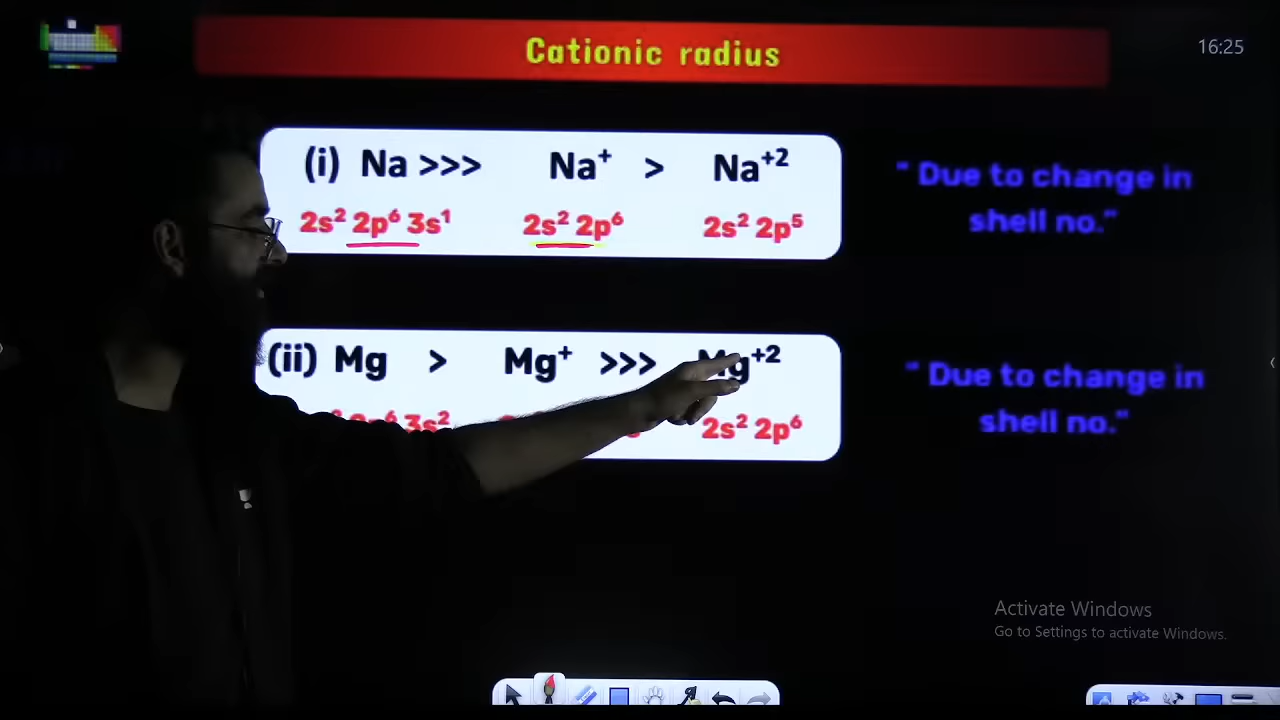 Cationic radius
16:25
(i) Na >>> Na⁺ > Na⁺²
2s² 2p⁶ 3s¹ 2s² 2p⁶ 2s² 2p⁵
" Due to change in
shell no."
(ii) Mg > Mg⁺ >>> Mg⁺²
3s² 2s² 2p⁶
" Due to change in
shell no."
Activate Windows
Go to Settings to activate Windows.